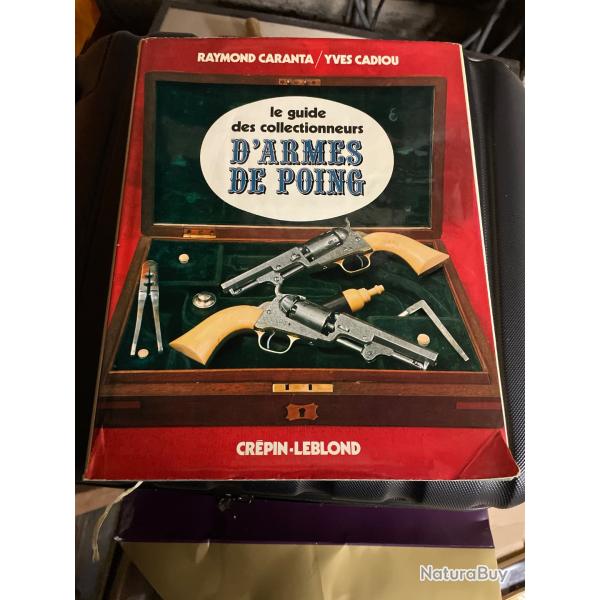 RAYMOND CARANTA / YVES CADIOU
le guide
des collectionneurs
D'ARMES
DE POING
CRÉPIN-LEBLOND
NaturaBuy